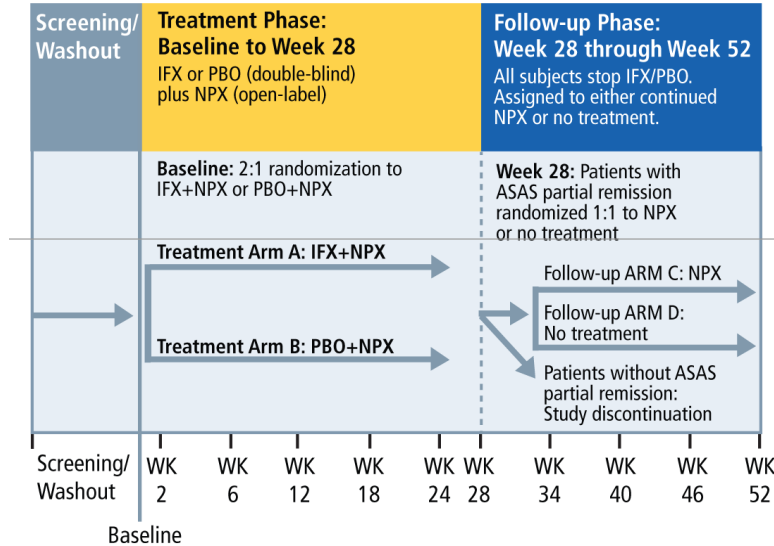 Screening/
Washout
Treatment Phase:
Baseline to Week 28
IFX or PBO (double-blind)
plus NPX (open-label)
Follow-up Phase:
Week 28 through Week 52
All subjects stop IFX/PBO.
Assigned to either continued
NPX or no treatment.
Baseline: 2:1 randomization to
IFX+NPX or PBO+NPX
Week 28: Patients with
ASAS partial remission
randomized 1:1 to NPX
or no treatment
Treatment Arm A: IFX+NPX
Treatment Arm B: PBO+NPX
Follow-up ARM C: NPX
Follow-up ARM D:
No treatment
Patients without ASAS
partial remission:
Study discontinuation
Screening/
Washout
WK
2
WK
6
WK
12
WK
18
WK
24
WK
28
WK
34
WK
40
WK
46
WK
52
Baseline